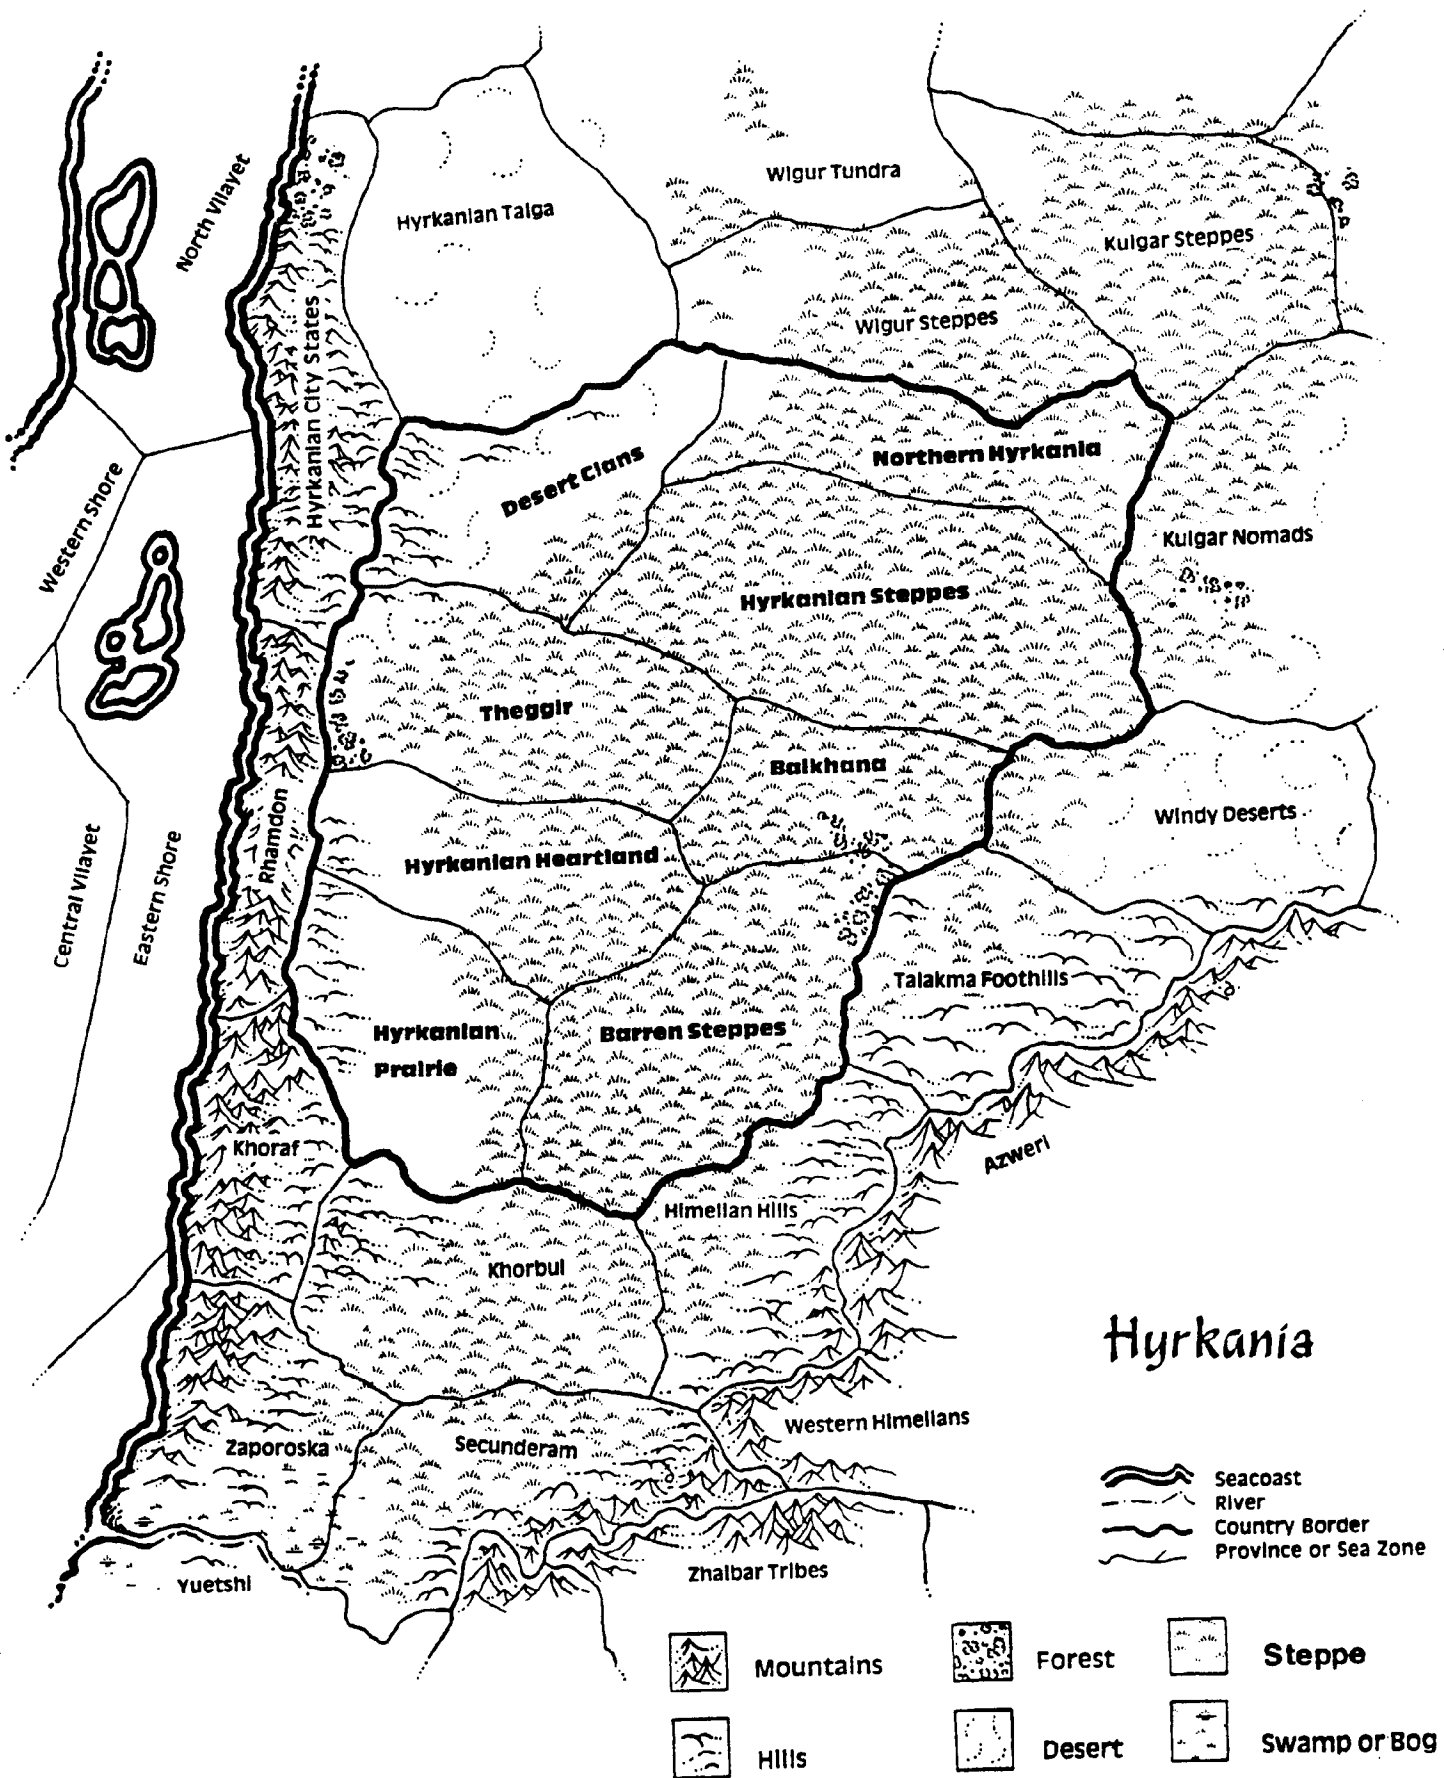 North Vilayet
Hyrkanian Taiga
Wigur Tundra
Kulgar Steppes
Wigur Steppes
Hyrkanian City States
Western Shore
Desert Clans
Northern Hyrkania
Kulgar Nomads
Hyrkanian Steppes
Theggir
Balkhana
Windy Deserts
Rhamdon
Hyrkanian Heartland
Central Vilayet
Eastern Shore
Talakma Foothills
Hyrkanian
Prairie
Barren Steppes
Khoraf
Azweri
Himelian Hills
Khorbul
Hyrkania
Western Himelians
Zaporoska
Secunderam
Yuetshi
Zhaibar Tribes
Seacoast
River
Country Border
Province or Sea Zone
Mountains
Forest
Steppe
Hills
Desert
Swamp or Bog